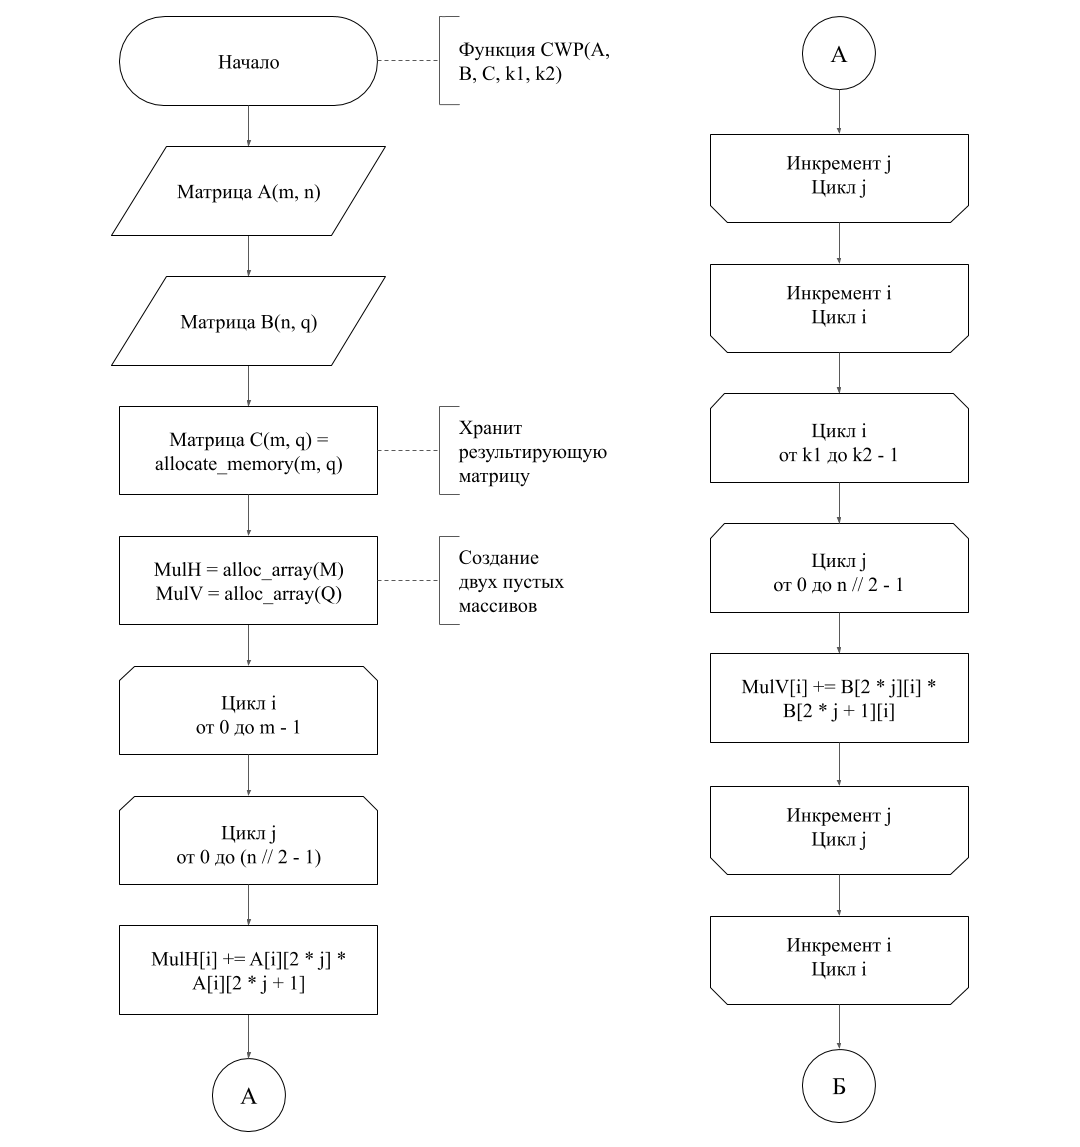 Начало
Функция CWP(A,
B, C, k1, k2)
Матрица A(m, n)
Матрица B(n, q)
Матрица C(m, q) =
allocate_memory(m, q)
Хранит
результирующую
матрицу
MulH = alloc_array(M)
MulV = alloc_array(Q)
Создание
двух пустых
массивов
Цикл i
от 0 до m - 1
Цикл j
от 0 до (n // 2 - 1)
MulH[i] += A[i][2 * j] *
A[i][2 * j + 1]
А
А
Инкремент j
Цикл j
Инкремент i
Цикл i
Цикл i
от k1 до k2 - 1
Цикл j
от 0 до n // 2 - 1
MulV[i] += B[2 * j][i] *
B[2 * j + 1][i]
Инкремент j
Цикл j
Инкремент i
Цикл i
Б